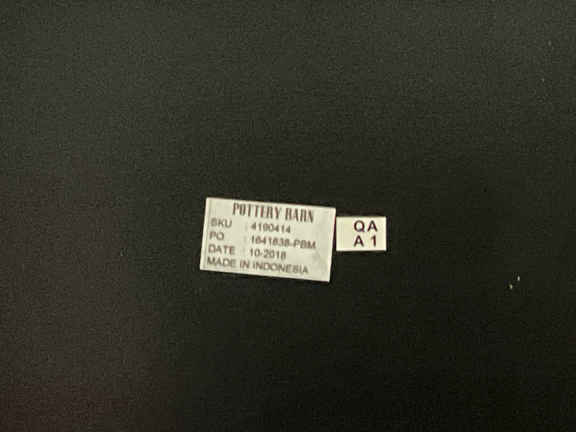 POTTERY BARN
SKU : 4190414
PO : 1641838-PBM
DATE : 10-2018
MADE IN INDONESIA
QA
A 1